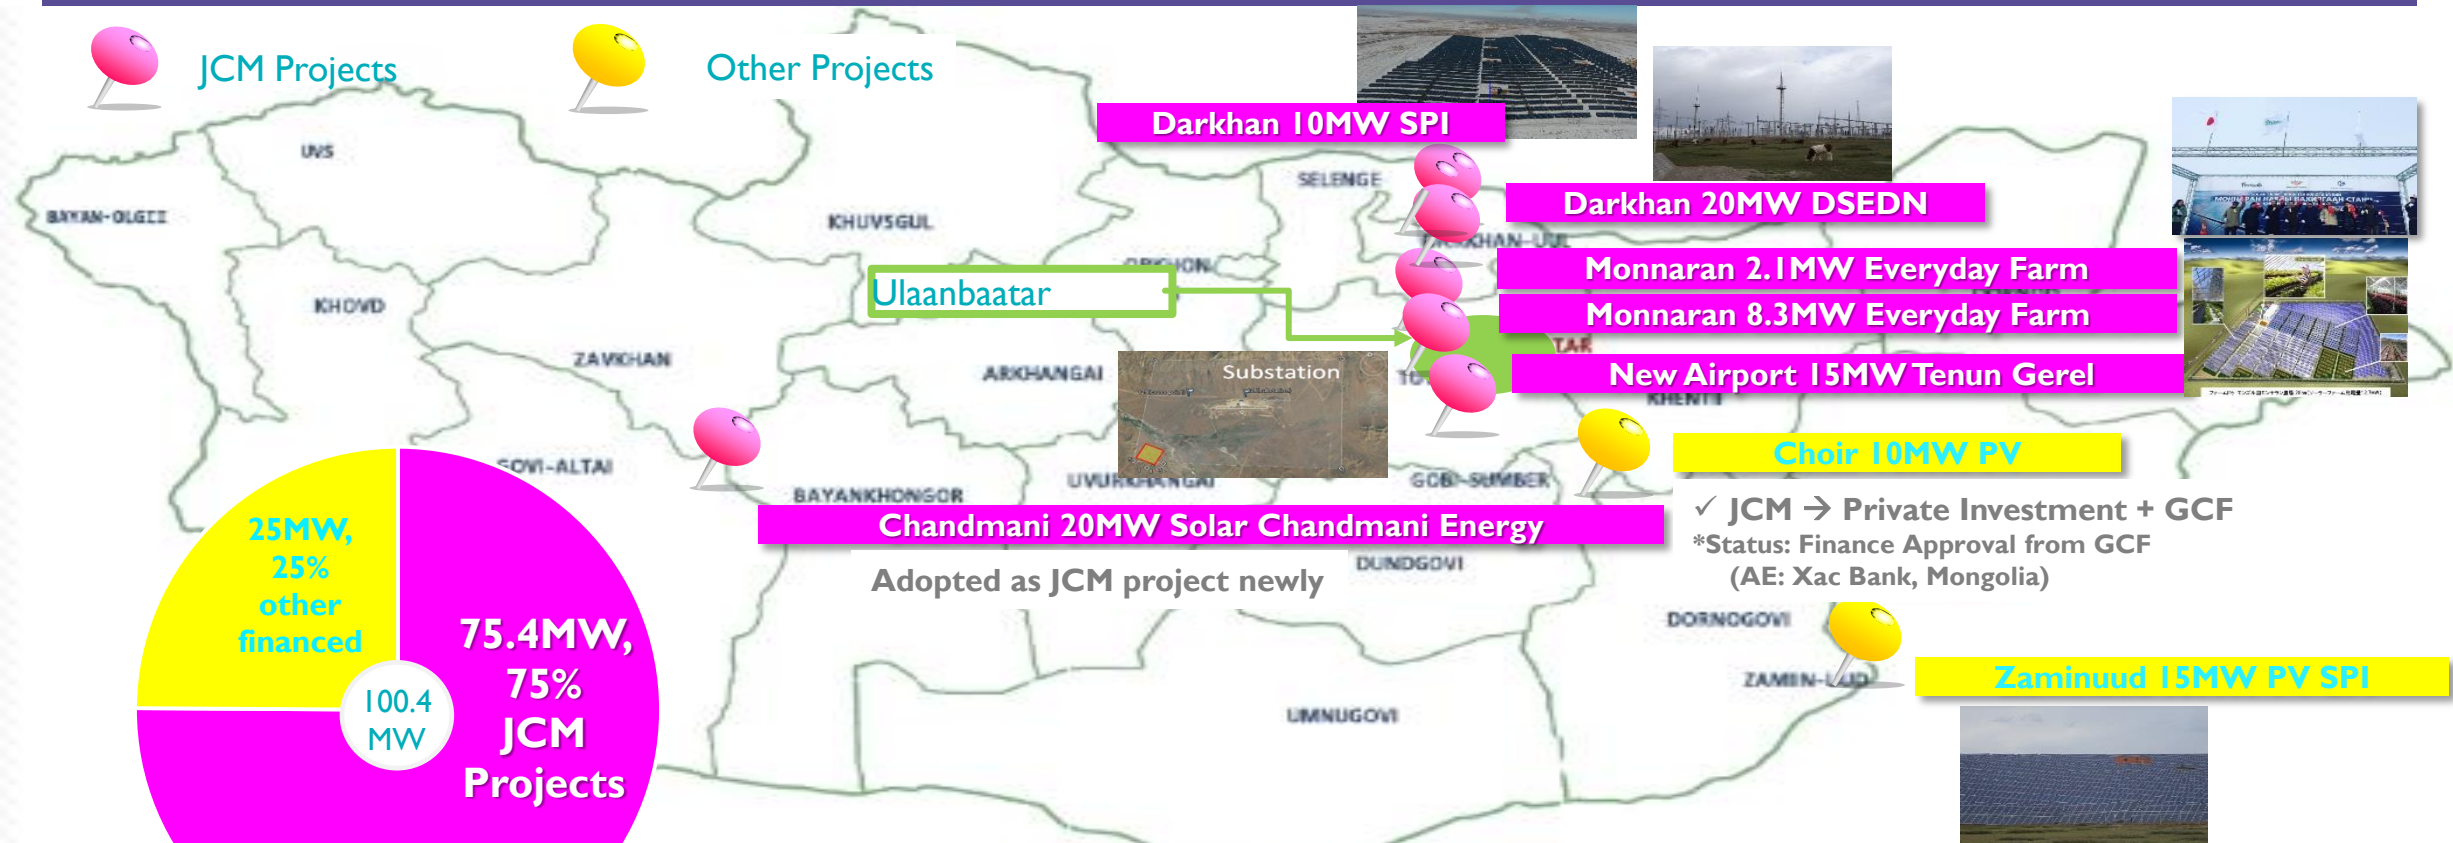 JCM Projects
Other Projects
Darkhan 10MW SPI
Darkhan 20MW DSEDN
Monnaran 2.1MW Everyday Farm
Monnaran 8.3MW Everyday Farm
New Airport 15MW Tenun Gerel
Ulaanbaatar
Substation
Choir 10MW PV
✓ JCM → Private Investment + GCF
*Status: Finance Approval from GCF
(AE: Xac Bank, Mongolia)
Chandmani 20MW Solar Chandmani Energy
Adopted as JCM project newly
Zaminuud 15MW PV SPI
25MW,
25%
other
financed
75.4MW,
75%
JCM
Projects
100.4
MW
UVS
BAYAN-OLGII
KHOVD
KHUVSGUL
ZAVKHAN
ARKHANGAI
SELENGE
GOVI-ALTAI
BAYANKHONGOR
UVURKHANGAI
GOBI-SUMBER
KHENTII
DUNDGOVI
DORNOGOVI
UMNUGOVI